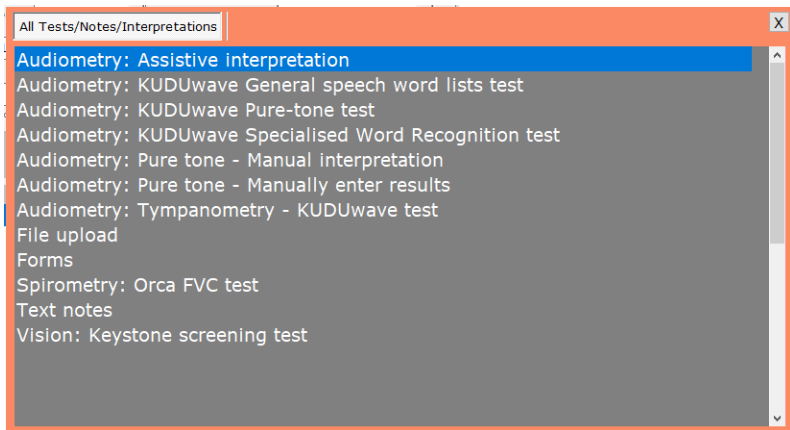 All Tests/Notes/Interpretations
X
Audiometry: Assistive interpretation
Audiometry: KUDUwave General speech word lists test
Audiometry: KUDUwave Pure-tone test
Audiometry: KUDUwave Specialised Word Recognition test
Audiometry: Pure tone - Manual interpretation
Audiometry: Pure tone - Manually enter results
Audiometry: Tympanometry - KUDUwave test
File upload
Forms
Spirometry: Orca FVC test
Text notes
Vision: Keystone screening test